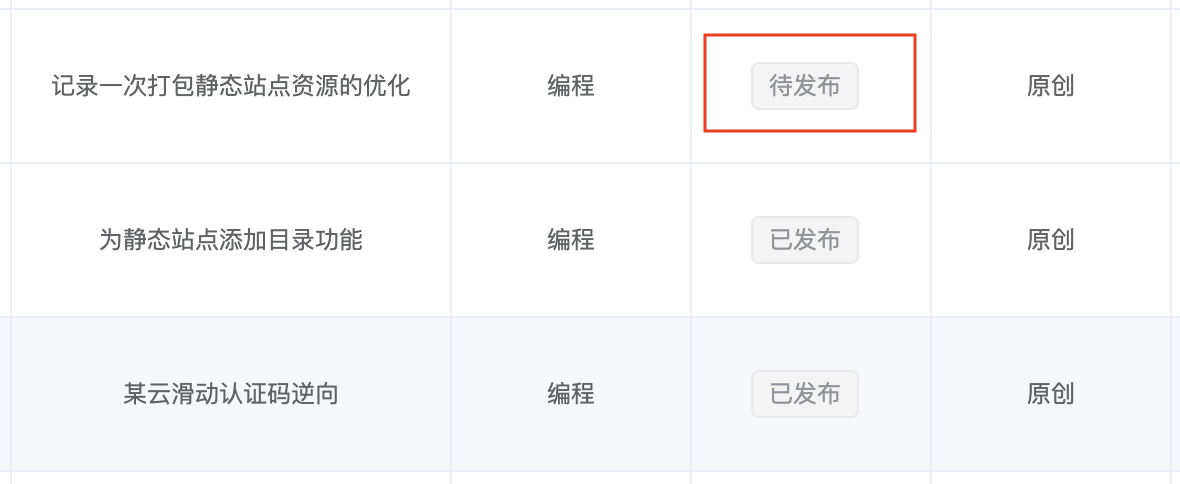 记录一次打包静态站点资源的优化 编程 待发布 原创
为静态站点添加目录功能 编程 已发布 原创
某云滑动认证码逆向 编程 已发布 原创